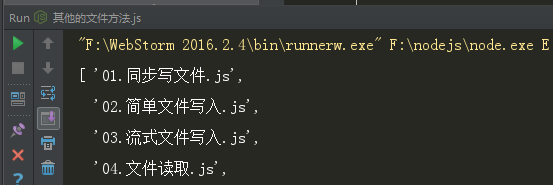 Run 其他的文件方法.js
"F:\WebStorm 2016.2.4\bin\runnerw.exe" F:\nodejs\node.exe E
[ '01.同步写文件.js',
'02.简单文件写入.js',
'03.流式文件写入.js',
'04.文件读取.js',